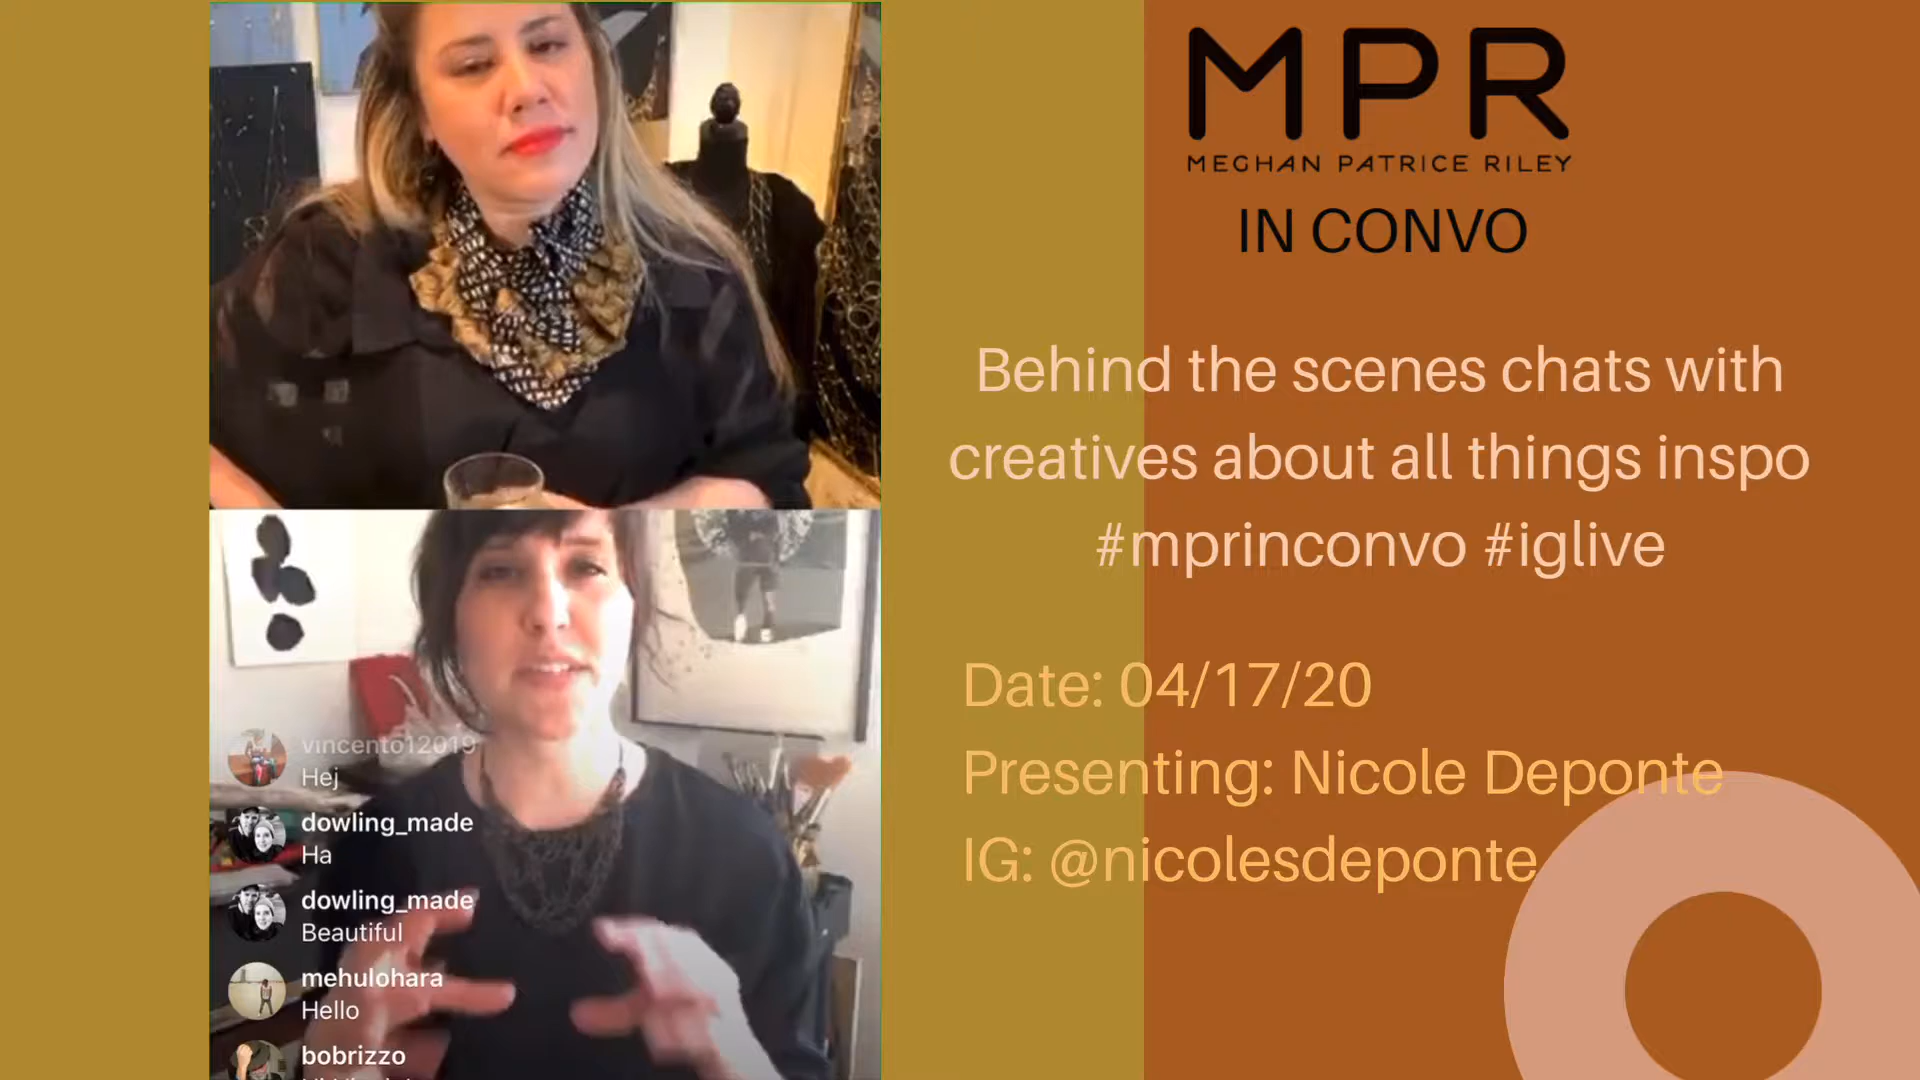 MPR
MEGHAN PATRICE RILEY
IN CONVO
Behind the scenes chats with
creatives about all things inspo
#mprinconvo #iglive
Date: 04/17/20
Presenting: Nicole Deponte
IG: @nicolesdeponte
vincento12019
Hej
dowling_made
Ha
dowling_made
Beautiful
mehulohara
Hello
bobrizzo